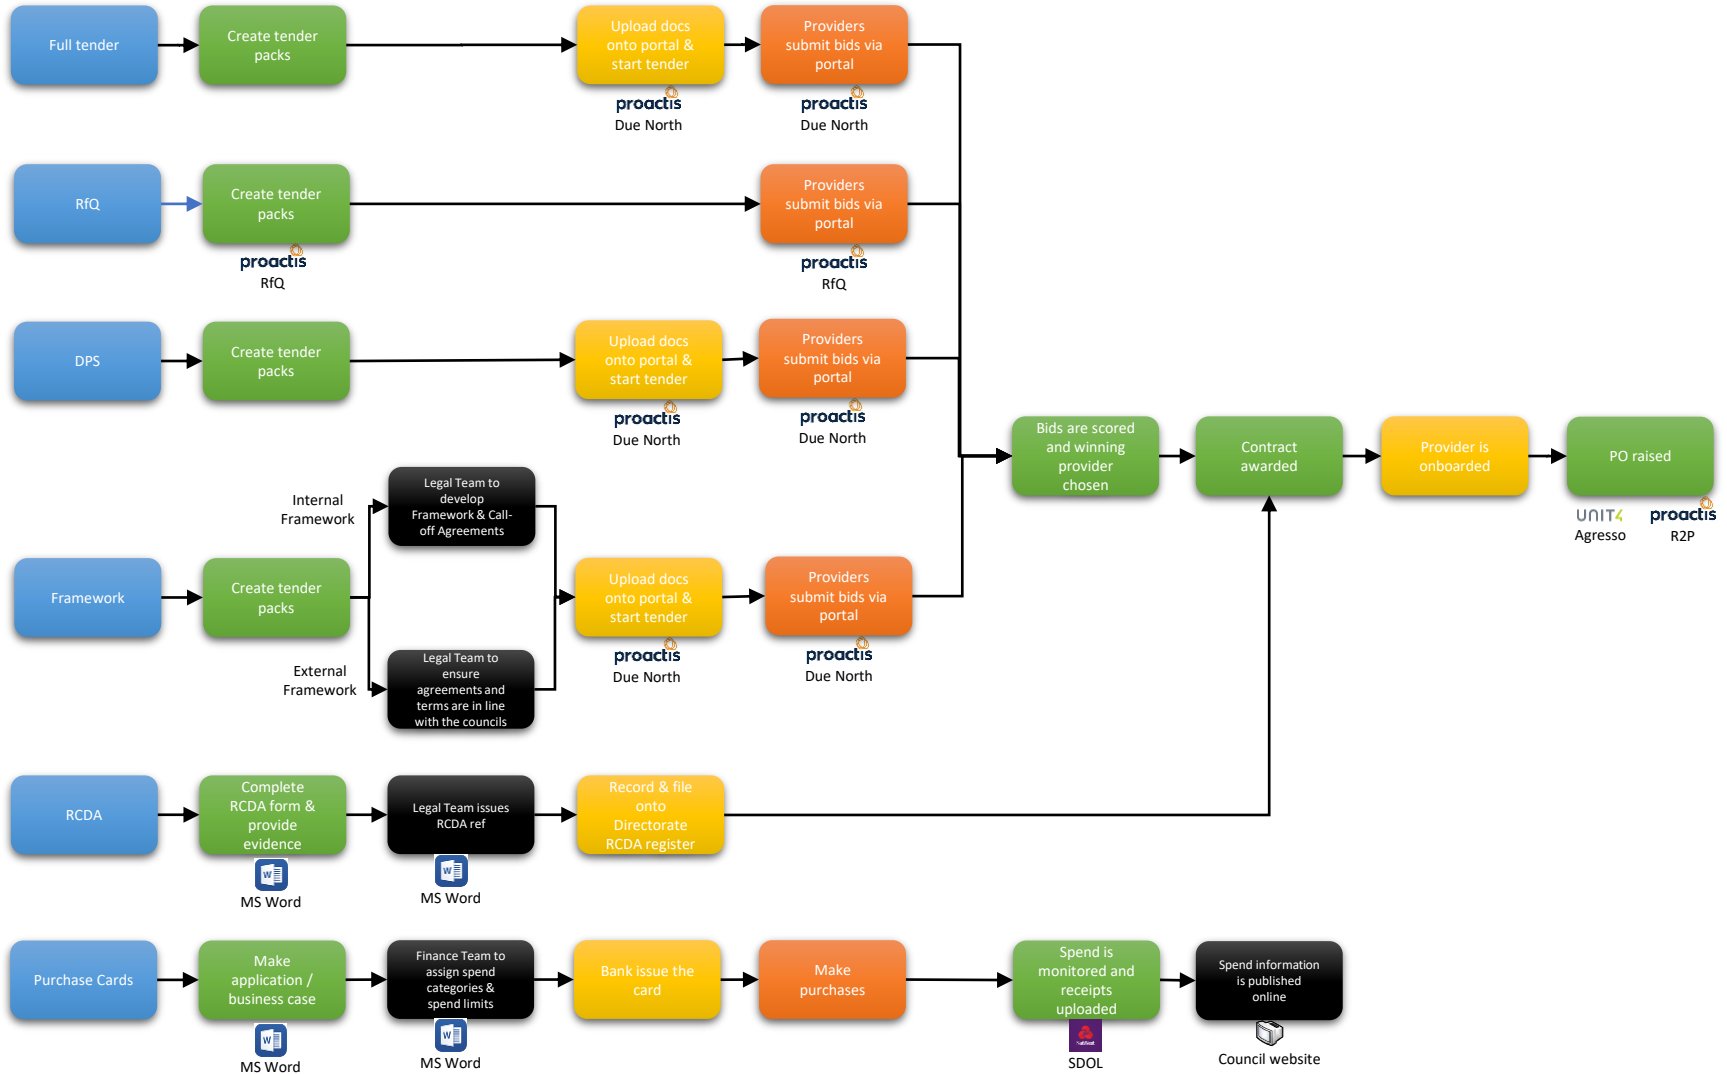 Full tender
Create tender
packs
Upload docs
onto portal &
start tender
Providers
submit bids via
portal
proactis
Due North
proactis
Due North
RfQ
Create tender
packs
Providers
submit bids via
portal
proactis
RfQ
proactis
RfQ
DPS
Create tender
packs
Upload docs
onto portal &
start tender
Providers
submit bids via
portal
proactis
Due North
proactis
Due North
Bids are scored
and winning
provider
chosen
Contract
awarded
Provider is
onboarded
PO raised
UNIT4
Agresso
proactis
R2P
Internal
Framework
Legal Team to
develop
Framework & Call-
off Agreements
Framework
Create tender
packs
Upload docs
onto portal &
start tender
Providers
submit bids via
portal
proactis
Due North
proactis
Due North
External
Framework
Legal Team to
ensure
agreements and
terms are in line
with the councils
RCDA
Complete
RCDA form &
provide
evidence
Legal Team issues
RCDA ref
Record & file
onto
Directorate
RCDA register
W
MS Word
W
MS Word
Purchase Cards
Make
application /
business case
Finance Team to
assign spend
categories &
spend limits
Bank issue the
card
Make
purchases
Spend is
monitored and
receipts
uploaded
Spend information
is published
online
W
MS Word
W
MS Word
NatWest
SDOL
Council website